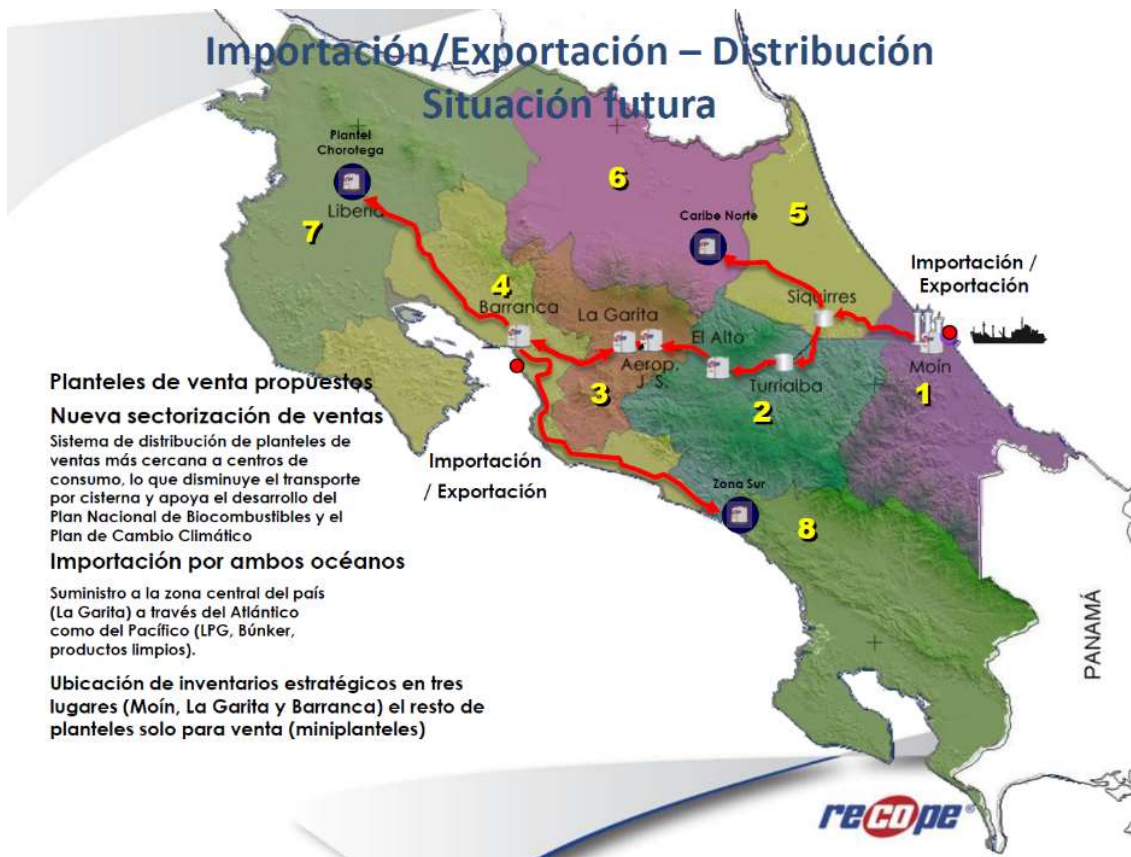 Importación/Exportación – Distribución
Situación futura
Plantel
Chorotega
Liberia
7
6
Caribe Norte
5
Importación /
Exportación
4
Barranca
La Garita
Siquirres
El Alto
Aerop.
J. S.
Turrialba
Moín
1
3
2
Planteles de venta propuestos
Nueva sectorización de ventas
Sistema de distribución de planteles de
ventas más cercana a centros de
consumo, lo que disminuye el transporte
por cisterna y apoya el desarrollo del
Plan Nacional de Biocombustibles y el
Plan de Cambio Climático
Importación
/ Exportación
Zona Sur
8
Importación por ambos océanos
Suministro a la zona central del país
(La Garita) a través del Atlántico
como del Pacífico (LPG, Búnker,
productos limpios).
Ubicación de inventarios estratégicos en tres
lugares (Moín, La Garita y Barranca) el resto de
planteles solo para venta (miniplanteles)
PANAMÁ
recope